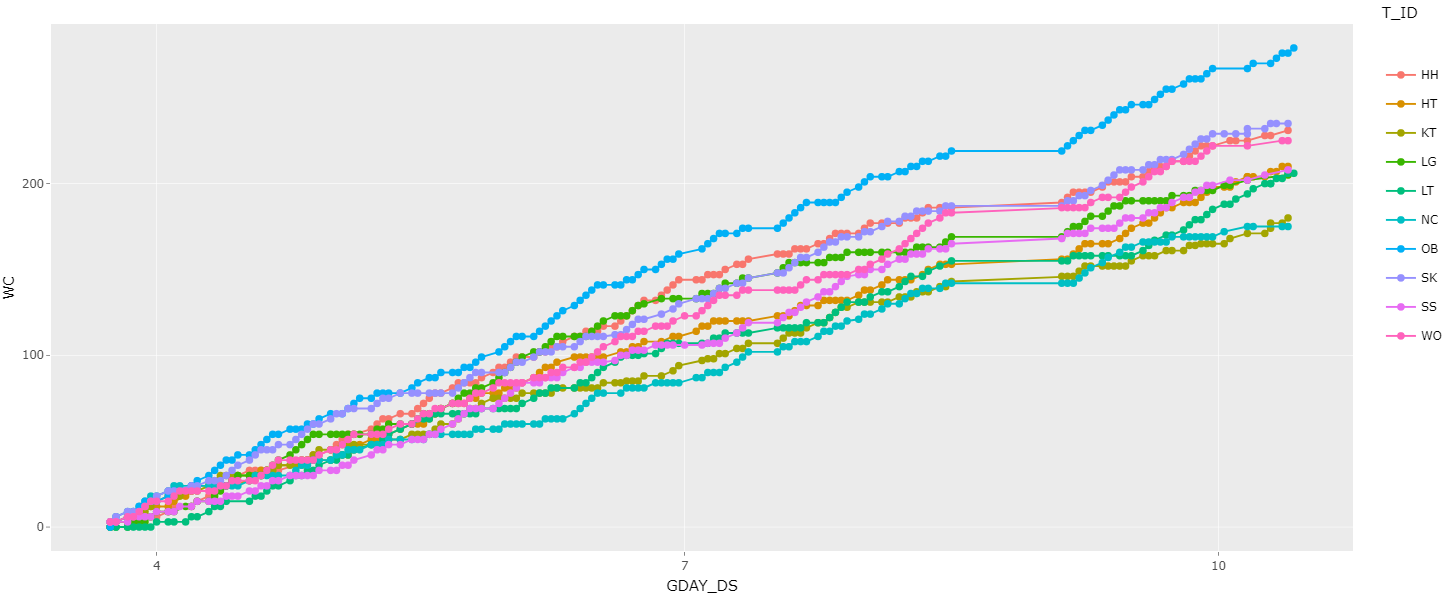 T_ID
HH
HT
KT
LG
LT
NC
OB
SK
SS
WO
WC
200
100
0
4 7 10
GDAY_DS